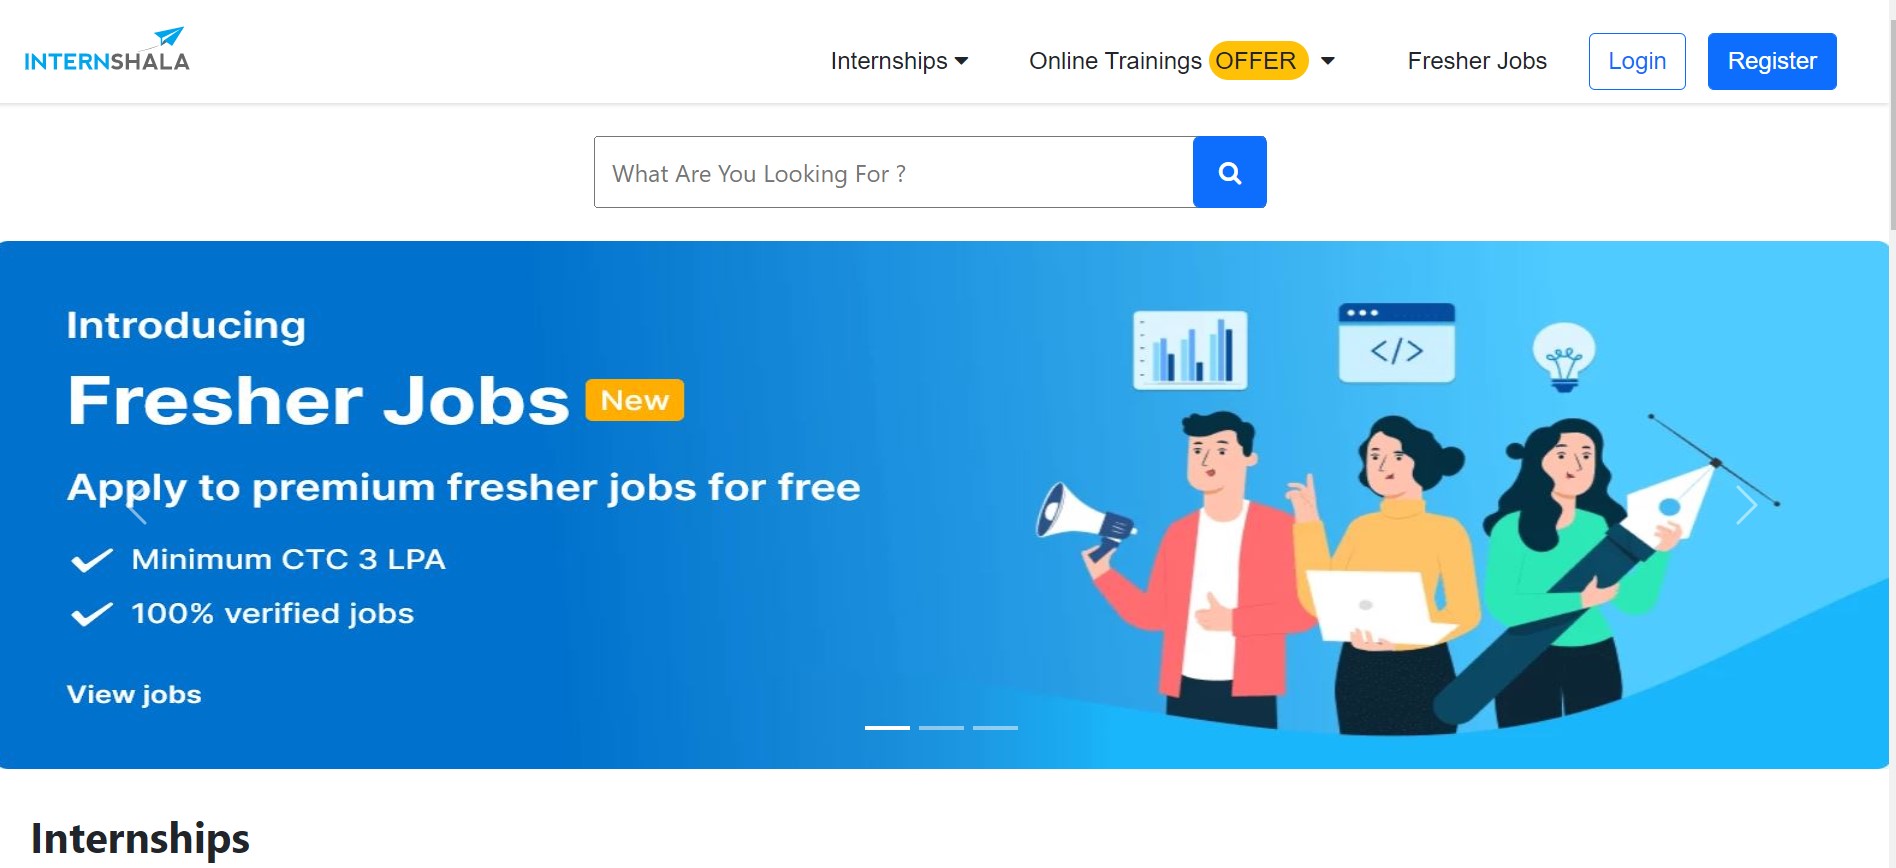 INTERNSHALA
Internships
Online Trainings OFFER
Fresher Jobs
Login
Register
What Are You Looking For ?
Introducing
Fresher Jobs New
Apply to premium fresher jobs for free
Minimum CTC 3 LPA
100% verified jobs
View jobs
</>
Internships